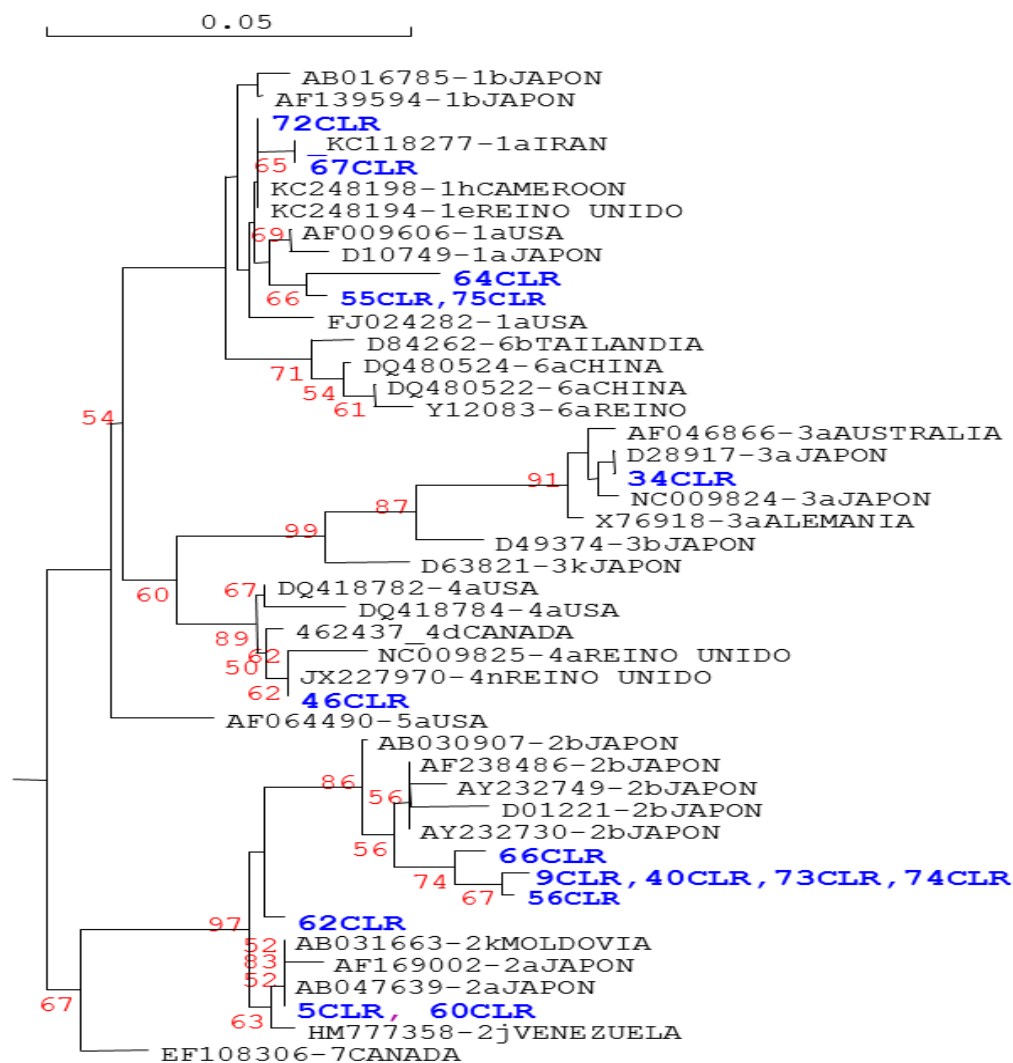 0.05
AB016785-1bJAPON
AF139594-1bJAPON
72CLR
_KC118277-1aIRAN
65
67CLR
KC248198-1hCAMEROON
KC248194-1eREINO UNIDO
69
AF009606-1aUSA
D10749-1aJAPON
64CLR
66
55CLR,75CLR
FJ024282-1aUSA
D84262-6bTAILANDIA
71
DQ480524-6aCHINA
54
DQ480522-6aCHINA
61
Y12083-6aREINO
54
AF046866-3aAUSTRALIA
D28917-3aJAPON
91
34CLR
NC009824-3aJAPON
87
X76918-3aALEMANIA
99
D49374-3bJAPON
D63821-3kJAPON
60
67
DQ418782-4aUSA
DQ418784-4aUSA
89
462437_4dCANADA
62
NC009825-4aREINO UNIDO
50
JX227970-4nREINO UNIDO
62
46CLR
AF064490-5aUSA
AB030907-2bJAPON
AF238486-2bJAPON
86
AY232749-2bJAPON
56
D01221-2bJAPON
AY232730-2bJAPON
56
66CLR
74
9CLR,40CLR,73CLR,74CLR
67
56CLR
97
62CLR
52
AB031663-2kMOLDOVIA
83
AF169002-2aJAPON
52
AB047639-2aJAPON
67
5CLR, 60CLR
63
HM777358-2jVENEZUELA
EF108306-7CANADA